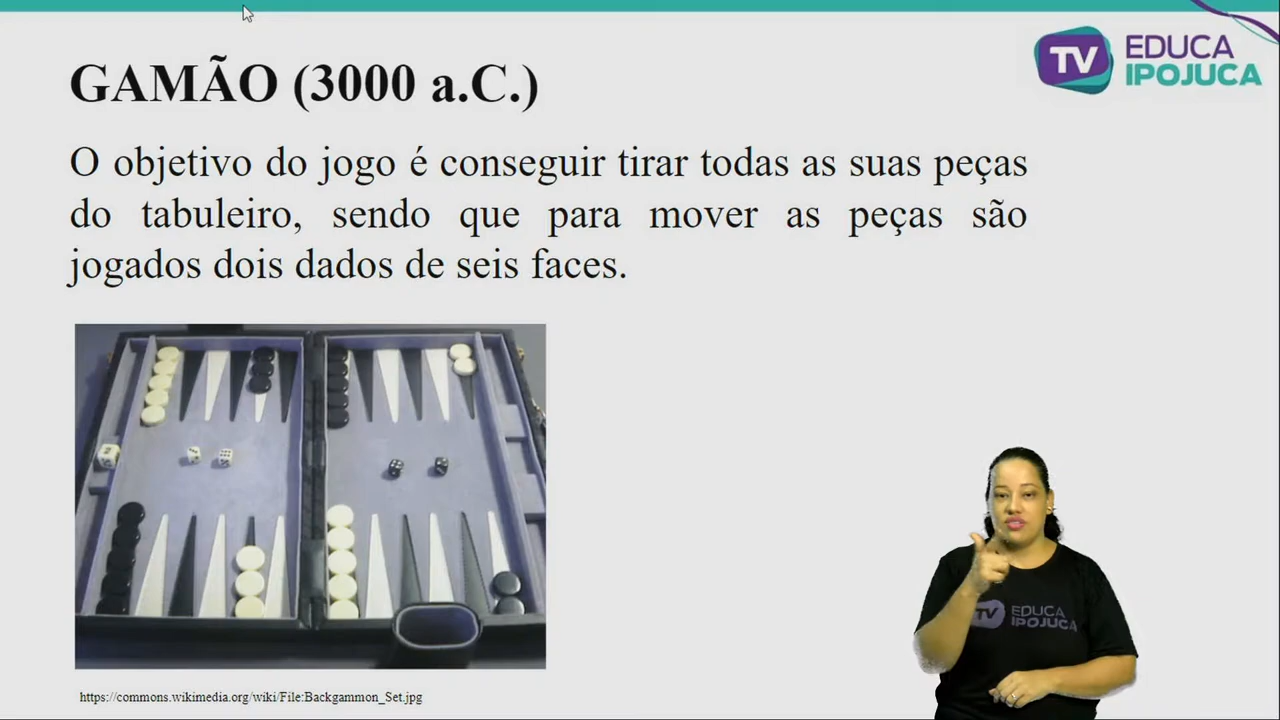 GAMÃO (3000 a.C.)
TV EDUCA
IPOJUCA
O objetivo do jogo é conseguir tirar todas as suas peças
do tabuleiro, sendo que para mover as peças são
jogados dois dados de seis faces.
TV EDUCA
IPOJUCA
https://commons.wikimedia.org/wiki/File:Backgammon_Set.jpg